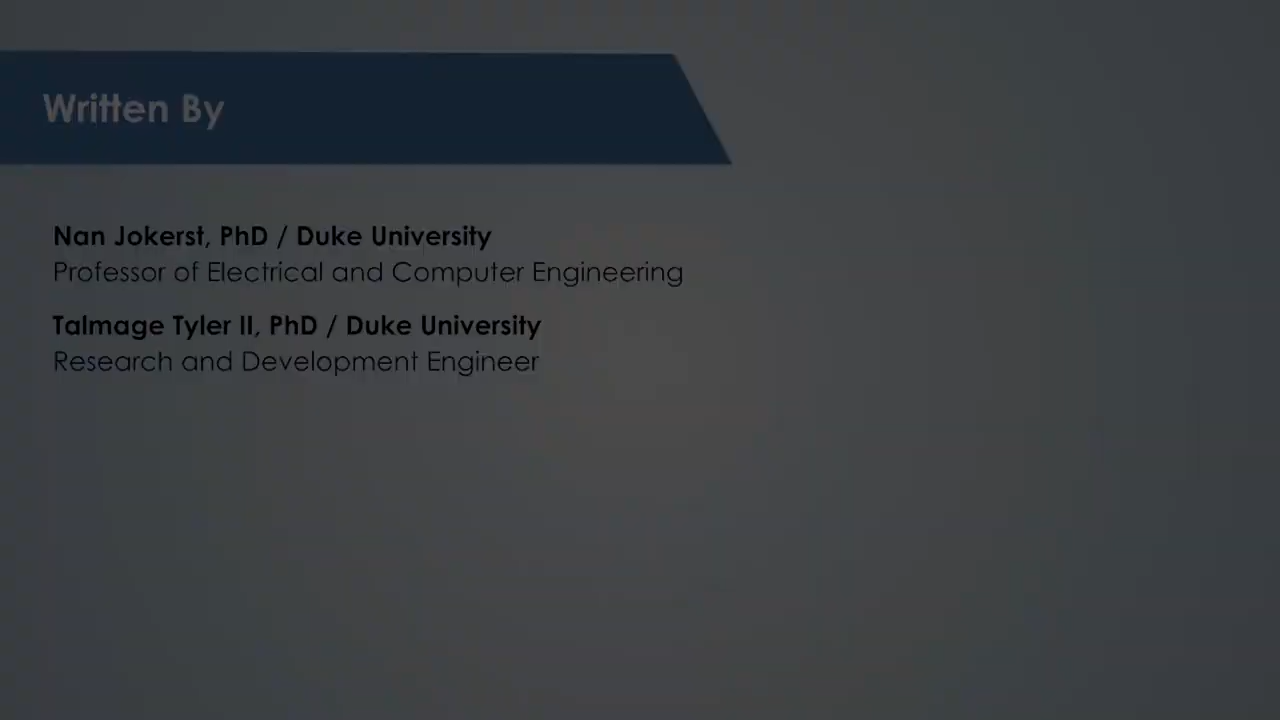 Written By
Nan Jokerst, PhD / Duke University
Professor of Electrical and Computer Engineering
Talmage Tyler II, PhD / Duke University
Research and Development Engineer